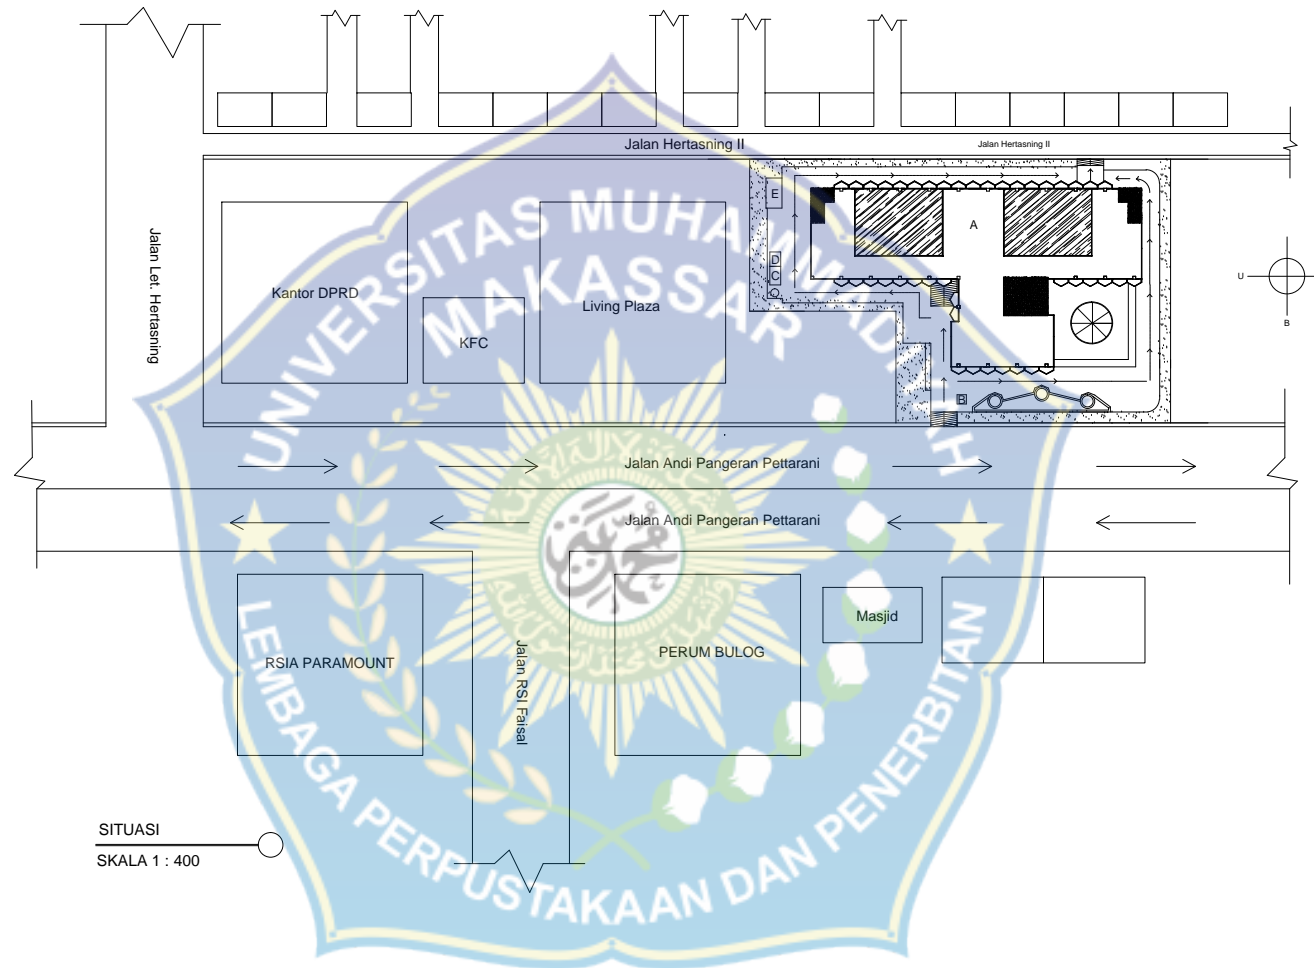 Jalan Hertasning II
Jalan Hertasning II
Jalan Let. Hertasning
E
A
D
C
B
Kantor DPRD
KFC
Living Plaza
U
B
Jalan Andi Pangeran Pettarani
Jalan Andi Pangeran Pettarani
RSIA PARAMOUNT
Jalan RSI Faisal
PERUM BULOG
Masjid
SITUASI
SKALA 1 : 400
UNIVERSITAS MUHAMMADIYAH
MAKASSAR
LEMBAGA PERPUSTAKAAN DAN PENERBITAN